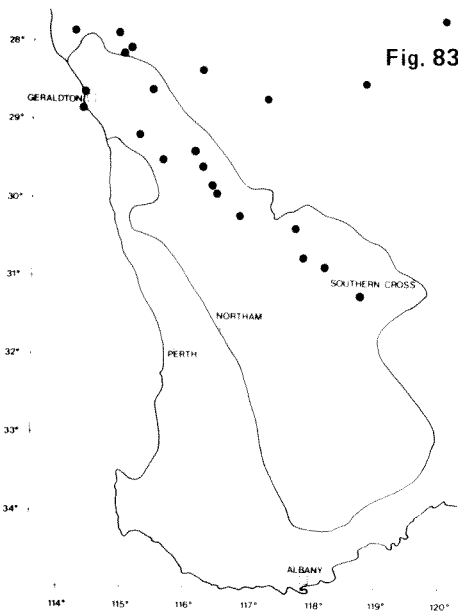 28°
Fig. 83
GERALDTON
29°
30°
31°
SOUTHERN CROSS
NORTHAM
32°
PERTH
33°
34°
ALBANY
114° 115° 116° 117° 118° 119° 120°